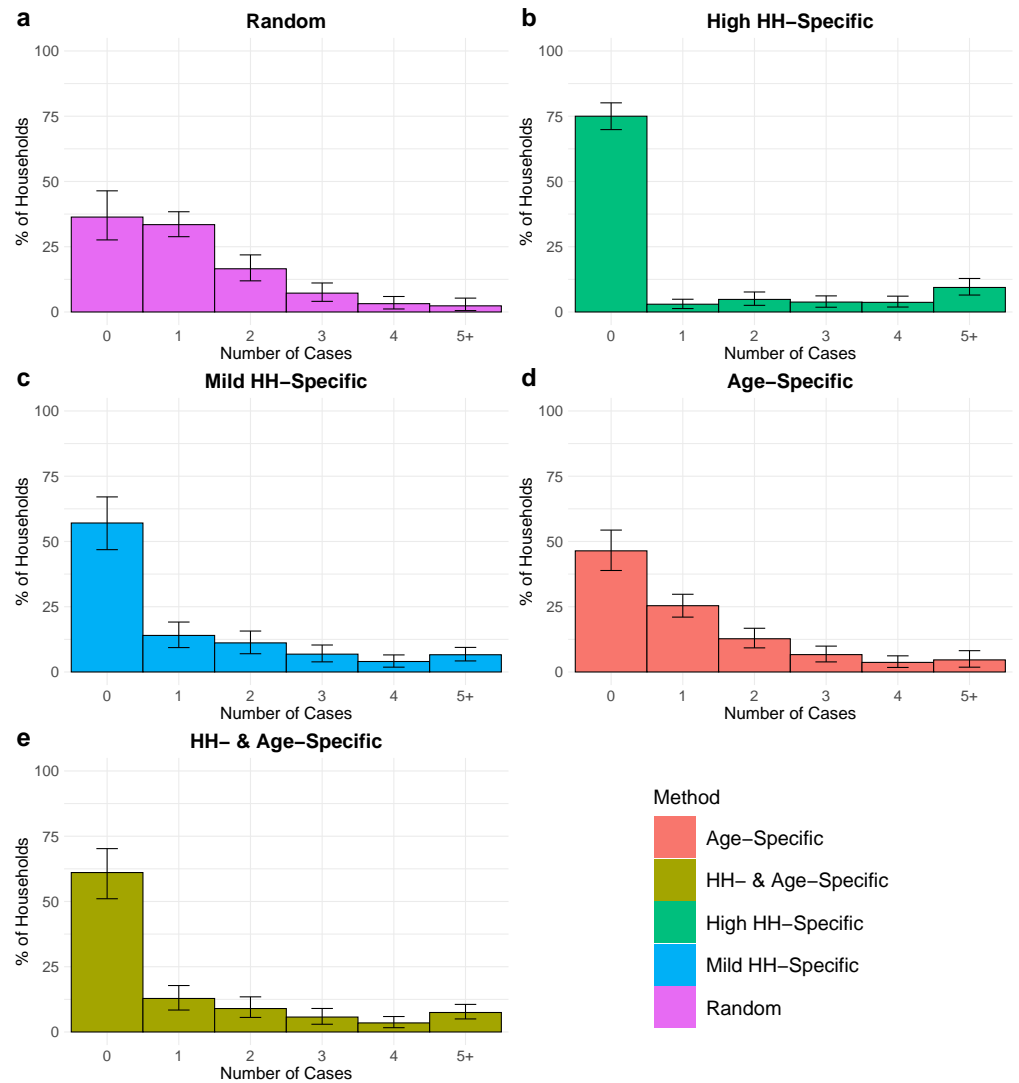 a
Random
% of Households
100
75
50
25
0
0 1 2 3 4 5+
Number of Cases
b
High HH−Specific
% of Households
100
75
50
25
0
0 1 2 3 4 5+
Number of Cases
c
Mild HH−Specific
% of Households
100
75
50
25
0
0 1 2 3 4 5+
Number of Cases
d
Age−Specific
% of Households
100
75
50
25
0
0 1 2 3 4 5+
Number of Cases
e
HH− & Age−Specific
% of Households
100
75
50
25
0
0 1 2 3 4 5+
Number of Cases
Method
Age−Specific
HH− & Age−Specific
High HH−Specific
Mild HH−Specific
Random